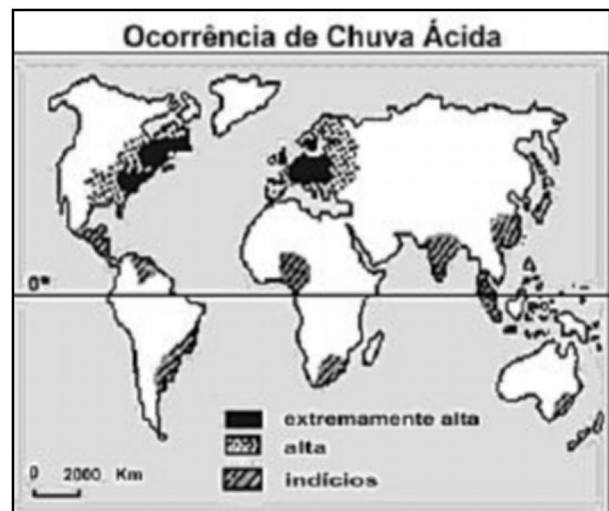 Ocorrência de Chuva Ácida
0°
extremamente alta
alta
indícios
0 2000 Km